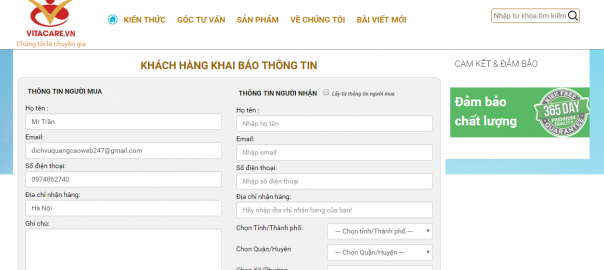 VITACARE.VN
Chúng tôi là chuyên gia
KIẾN THỨC GÓC TƯ VẤN SẢN PHẨM VỀ CHÚNG TÔI BÀI VIẾT MỚI
Nhập từ khóa tìm kiếm
KHÁCH HÀNG KHAI BÁO THÔNG TIN
THÔNG TIN NGƯỜI MUA
Họ tên :
Mr Trần
Email:
dichvuquangcaoweb247@gmail.com
Số điện thoại:
0974862740
Địa chỉ nhận hàng:
Hà Nội
Ghi chú:
THÔNG TIN NGƯỜI NHẬN Lấy từ thông tin người mua
Họ tên :
Nhập họ tên
Email:
Nhập email
Số điện thoại:
Nhập số điện thoại
Địa chỉ nhận hàng:
Hãy nhập địa chỉ nhận hàng của bạn!
Chọn Tỉnh/Thành phố: --- Chọn tỉnh/Thành phố ---
Chọn Quận/Huyện --- Chọn Quận/Huyện ---
Chọn Xã/Phường
CAM KẾT & ĐẢM BẢO
Đảm bảo
chất lượng
RISK FREE
365 DAY
PREMIUM
QUALITY
GUARANTEE